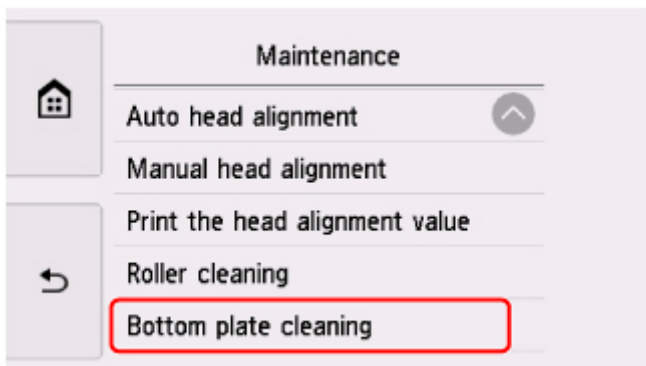 Maintenance
Auto head alignment
Manual head alignment
Print the head alignment value
Roller cleaning
Bottom plate cleaning